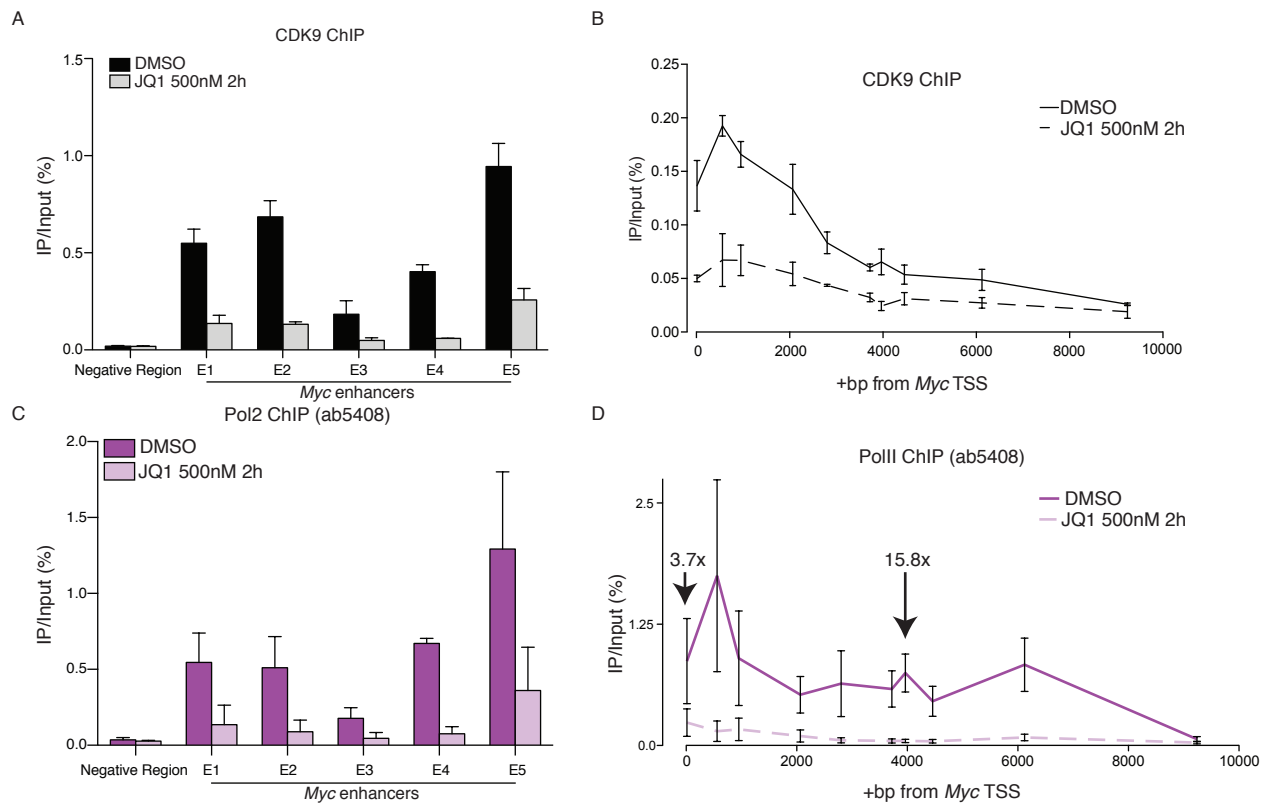 A
CDK9 ChIP
DMSO
JQ1 500nM 2h
IP/Input (%)
1.5
1.0
0.5
0.0
Negative Region E1 E2 E3 E4 E5
Myc enhancers
B
CDK9 ChIP
DMSO
JQ1 500nM 2h
IP/Input (%)
0.25
0.20
0.15
0.10
0.05
0.00
0 2000 4000 6000 8000 10000
+bp from Myc TSS
C
Pol2 ChIP (ab5408)
DMSO
JQ1 500nM 2h
IP/Input (%)
2.0
1.5
1.0
0.5
0.0
Negative Region E1 E2 E3 E4 E5
Myc enhancers
D
PolII ChIP (ab5408)
DMSO
JQ1 500nM 2h
3.7x
15.8x
IP/Input (%)
2.5
1.25
0.0
0 2000 4000 6000 8000 10000
+bp from Myc TSS